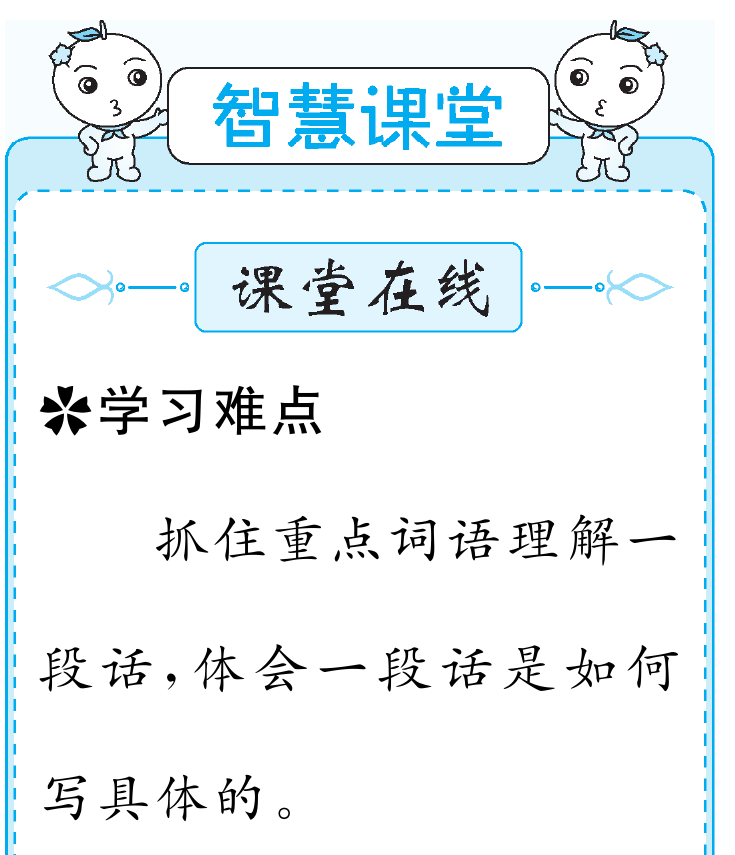 智慧课堂
课堂在线
学习难点
抓住重点词语理解一
段话,体会一段话是如何
写具体的。